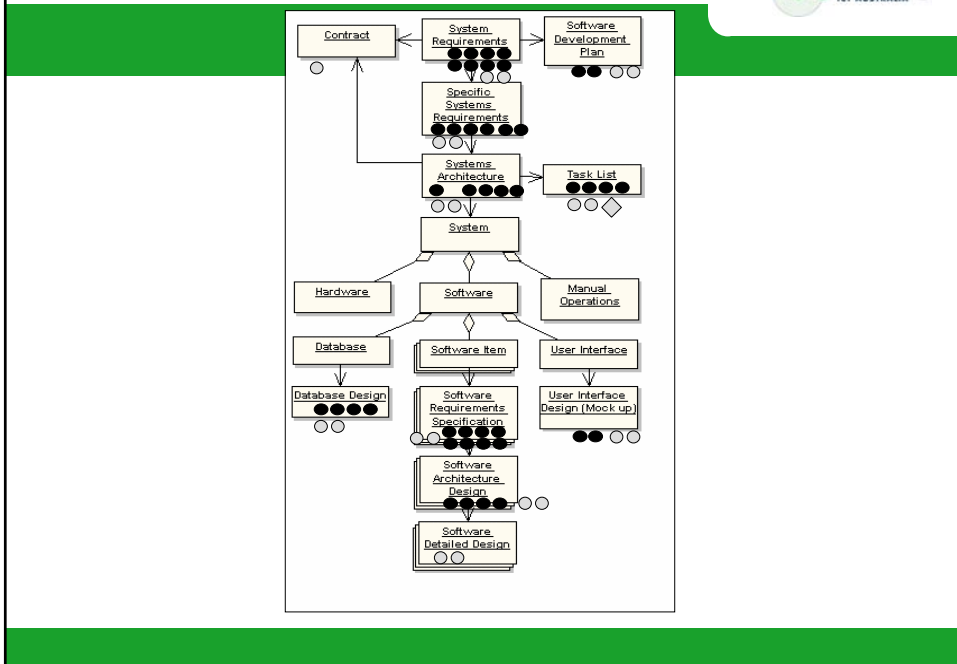 Contract
System
Requirements
Software
Development
Plan
Specific
Systems
Requirements
Systems
Architecture
Task List
System
Hardware
Software
Manual
Operations
Database
Software Item
User Interface
Database Design
Software
Requirements
Specification
User Interface
Design (Mock up)
Software
Architecture
Design
Software
Detailed Design